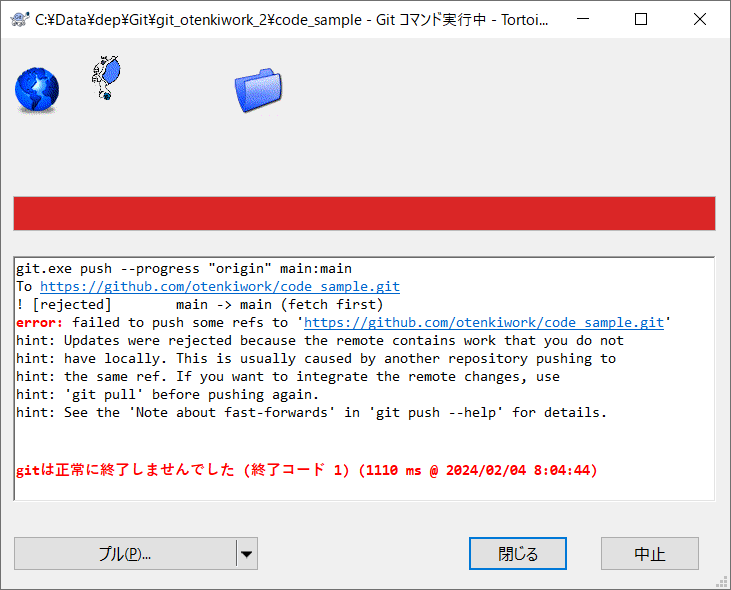 C:¥Data¥dep¥Git¥git_otenkiwork_2¥code_sample - Git コマンド実行中 - Tortoi...
git.exe push --progress "origin" main:main
To https://github.com/otenkiwork/code_sample.git
! [rejected]        main -> main (fetch first)
error: failed to push some refs to 'https://github.com/otenkiwork/code_sample.git'
hint: Updates were rejected because the remote contains work that you do not
hint: have locally. This is usually caused by another repository pushing to
hint: the same ref. If you want to integrate the remote changes, use
hint: 'git pull' before pushing again.
hint: See the 'Note about fast-forwards' in 'git push --help' for details.
gitは正常に終了しませんでした (終了コード 1) (1110 ms @ 2024/02/04 8:04:44)
プル(P)...
閉じる
中止